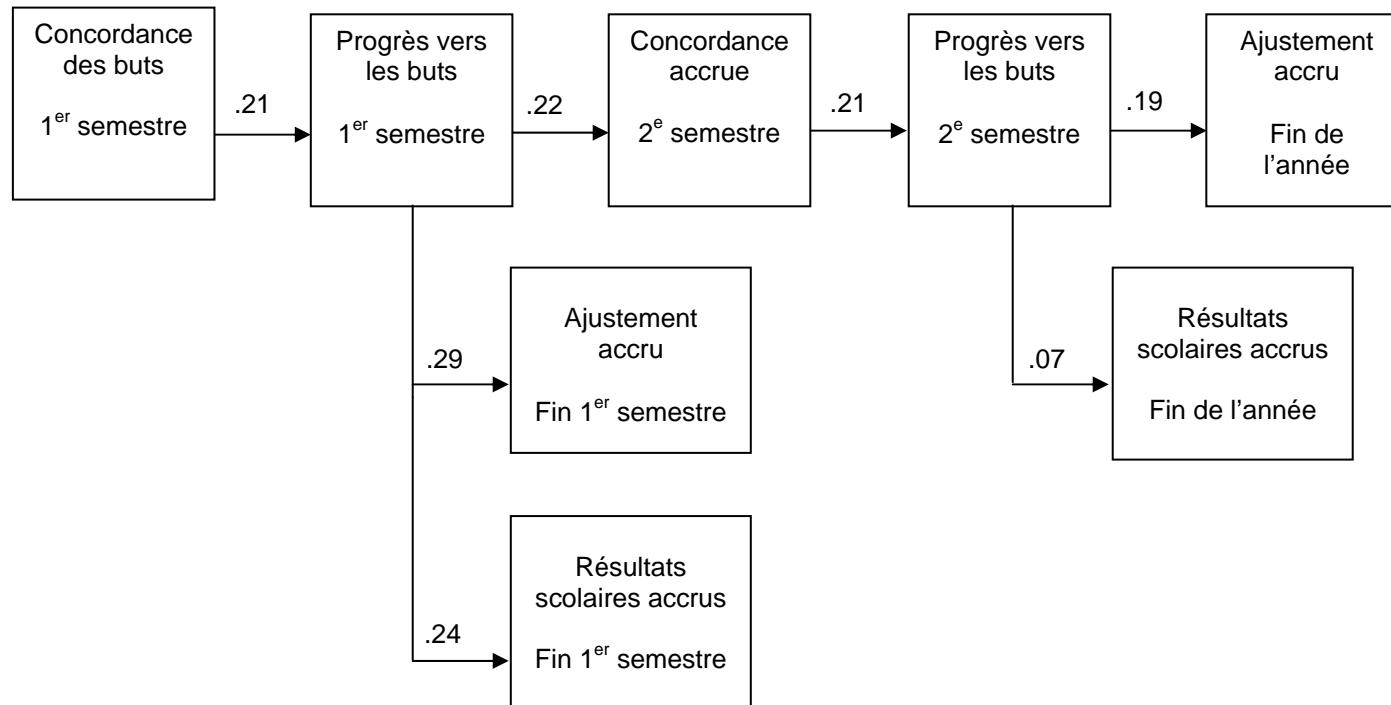 Concordance
des buts
1er semestre
.21
Progrès vers
les buts
1er semestre
.22
Concordance
accrue
2e semestre
.21
Progrès vers
les buts
2e semestre
.19
Ajustement
accru
Fin de
l’année
.29
Ajustement
accru
Fin 1er semestre
.07
Résultats
scolaires accrus
Fin de l’année
.24
Résultats
scolaires accrus
Fin 1er semestre